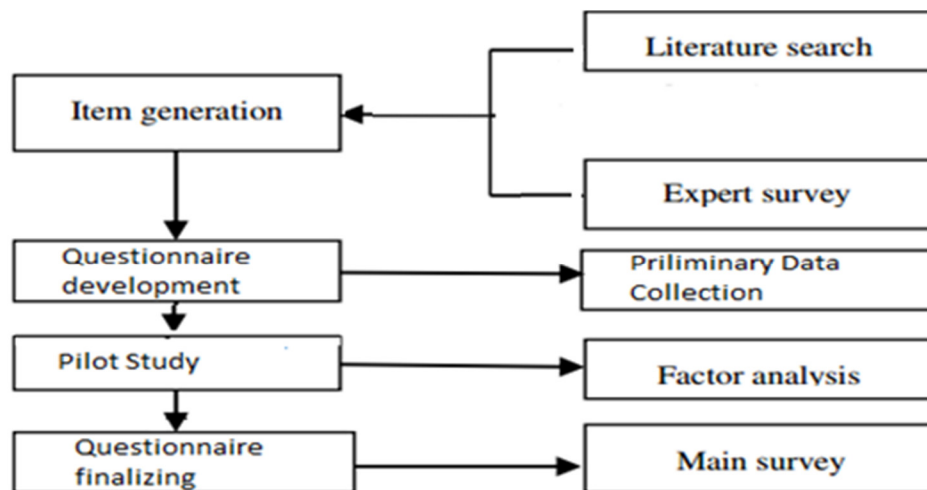 Literature search
Item generation
Expert survey
Questionnaire
development
Priliminary Data
Collection
Pilot Study
Factor analysis
Questionnaire
finalizing
Main survey